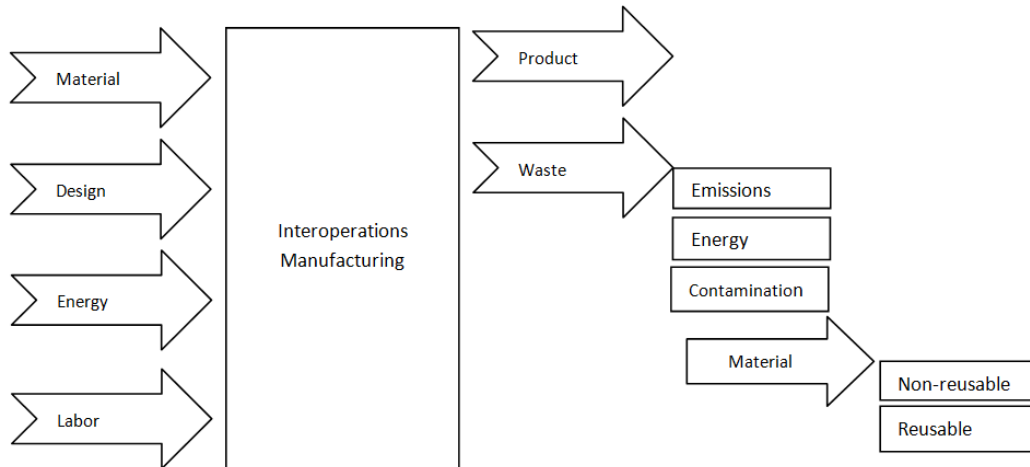 Material
Design
Energy
Labor
Interoperations
Manufacturing
Product
Waste
Emissions
Energy
Contamination
Material
Non-reusable
Reusable